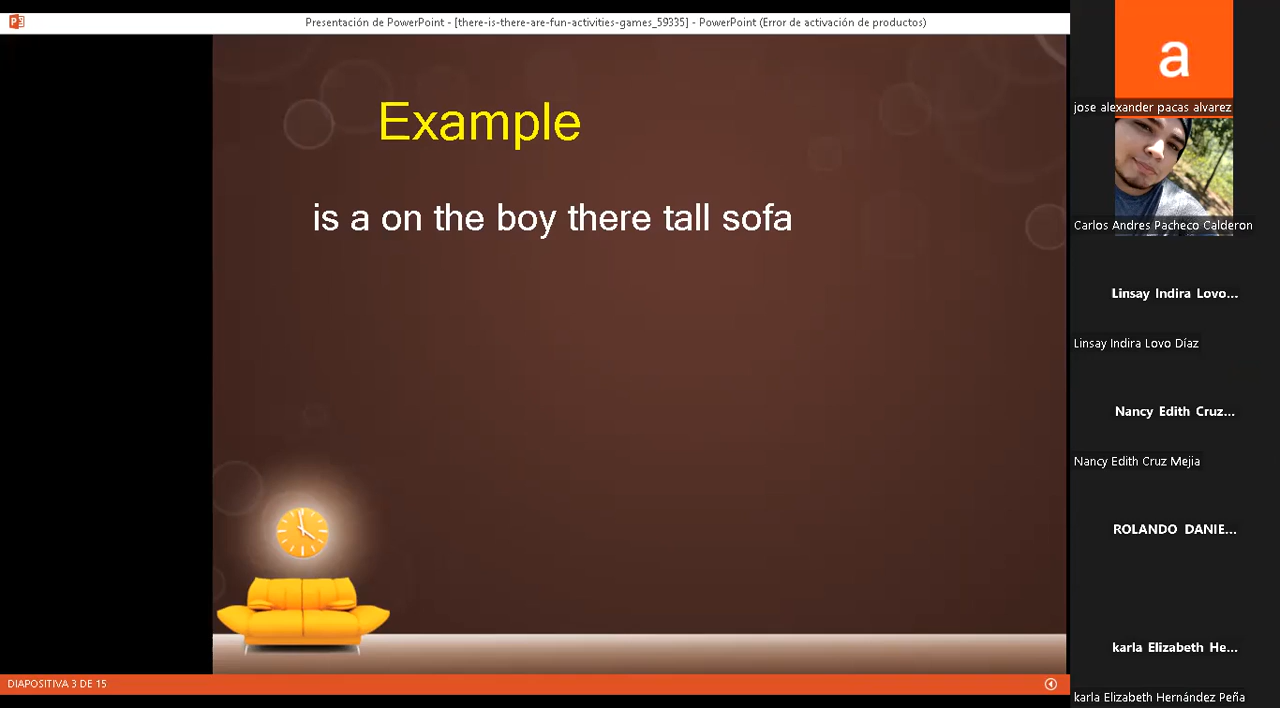 Presentación de PowerPoint - [there-is-there-are-fun-activities-games_59335] - PowerPoint (Error de activación de productos)
Example
is a on the boy there tall sofa
DIAPOSITIVA 3 DE 15
a
jose alexander pacas alvarez
Carlos Andres Pacheco Calderon
Linsay Indira Lovo...
Linsay Indira Lovo Díaz
Nancy Edith Cruz...
Nancy Edith Cruz Mejia
ROLANDO DANIE...
karla Elizabeth He...
karla Elizabeth Hernández Peña